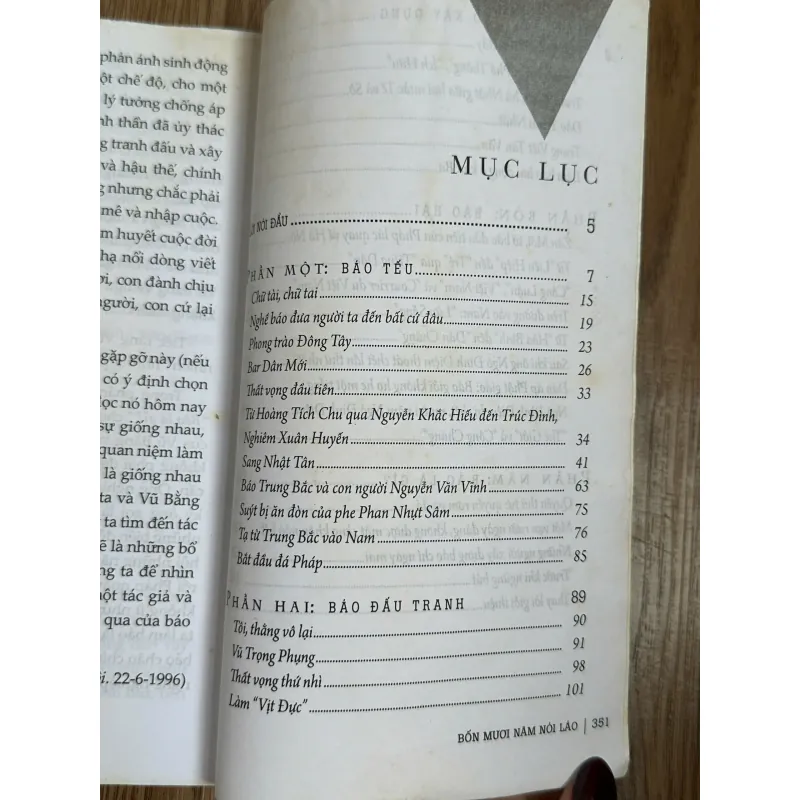 phản ánh sinh động
ột chế độ, cho một
lý tưởng chống áp
nh thần đã ủy thác
g tranh đấu và xây
và hậu thế, chính
g nhưng chắc phải
mê và nhập cuộc.
m huyết cuộc đời
hạ nổi dòng viết
ời, con đành chịu
người, con cứ lại
gặp gỡ này (nếu
có ý định chọn
đọc nó hôm nay
sự giống nhau,
quan niệm làm
là giống nhau
ta và Vũ Bằng
ta tìm đến tác
ẽ là những bổ
ng ta để nhìn
một tác giả và
qua của báo
i. 22-6-1996)
MỤC LỤC
NÓI ĐẦU 5
PHẦN MỘT: BÁO TẾU 7
Chữ tài, chữ tai 15
Nghề báo đưa người ta đến bất cứ đâu 19
Phong trào Đông Tây 23
Bar Dân Mới 26
Thất vọng đầu tiên 33
Từ Hoàng Tích Chu qua Nguyễn Khắc Hiếu đến Trúc Đình,
Nghiêm Xuân Huyến 34
Sang Nhật Tân 41
Báo Trung Bắc và con người Nguyễn Văn Vĩnh 63
Suýt bị ăn đòn của phe Phan Nhựt Sâm 75
Tạ từ Trung Bắc vào Nam 76
Bắt đầu đá Pháp 85
PHẦN HAI: BÁO ĐẤU TRANH 89
Tôi, thằng vô lại 90
Vũ Trọng Phụng 91
Thất vọng thứ nhì 98
Làm “Vịt Đực” 101
BỐN MƯƠI NĂM NÓI LÁO | 351